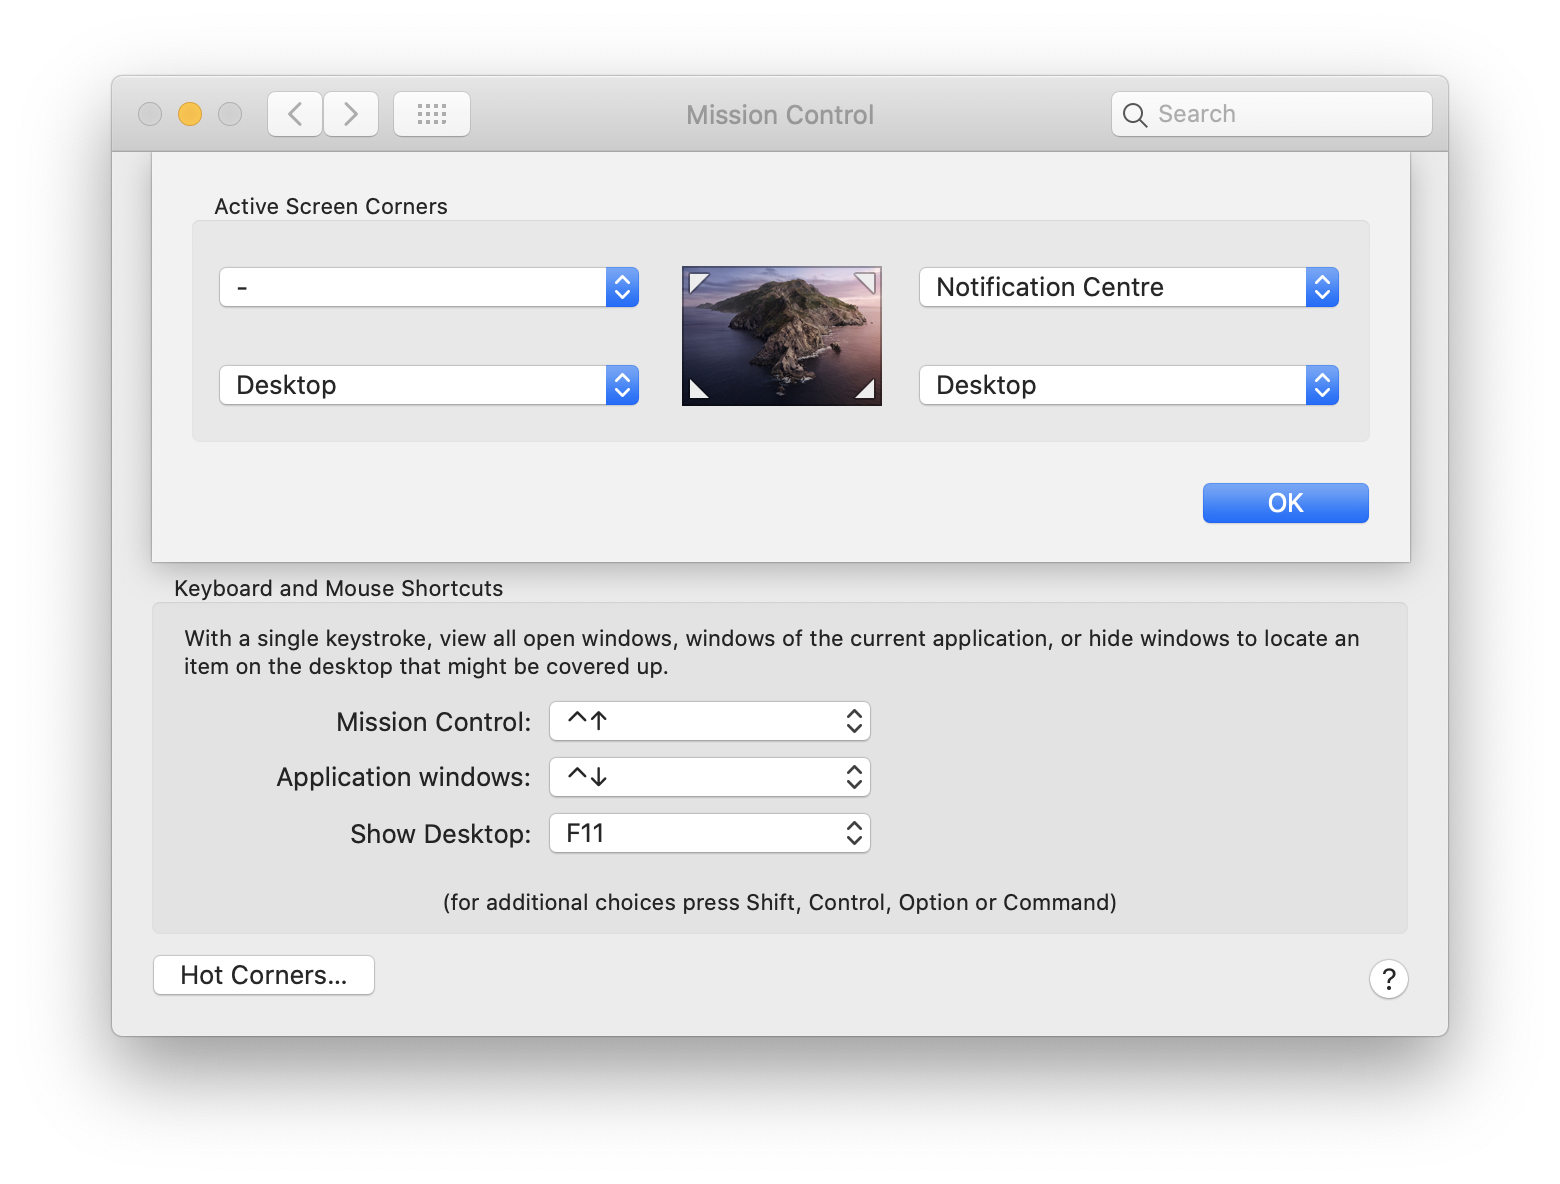 Mission Control
Search
Active Screen Corners
-
Notification Centre
Desktop
Desktop
OK
Keyboard and Mouse Shortcuts
With a single keystroke, view all open windows, windows of the current application, or hide windows to locate an
item on the desktop that might be covered up.
Mission Control: ^↑
Application windows: ^↓
Show Desktop: F11
(for additional choices press Shift, Control, Option or Command)
Hot Corners...
?